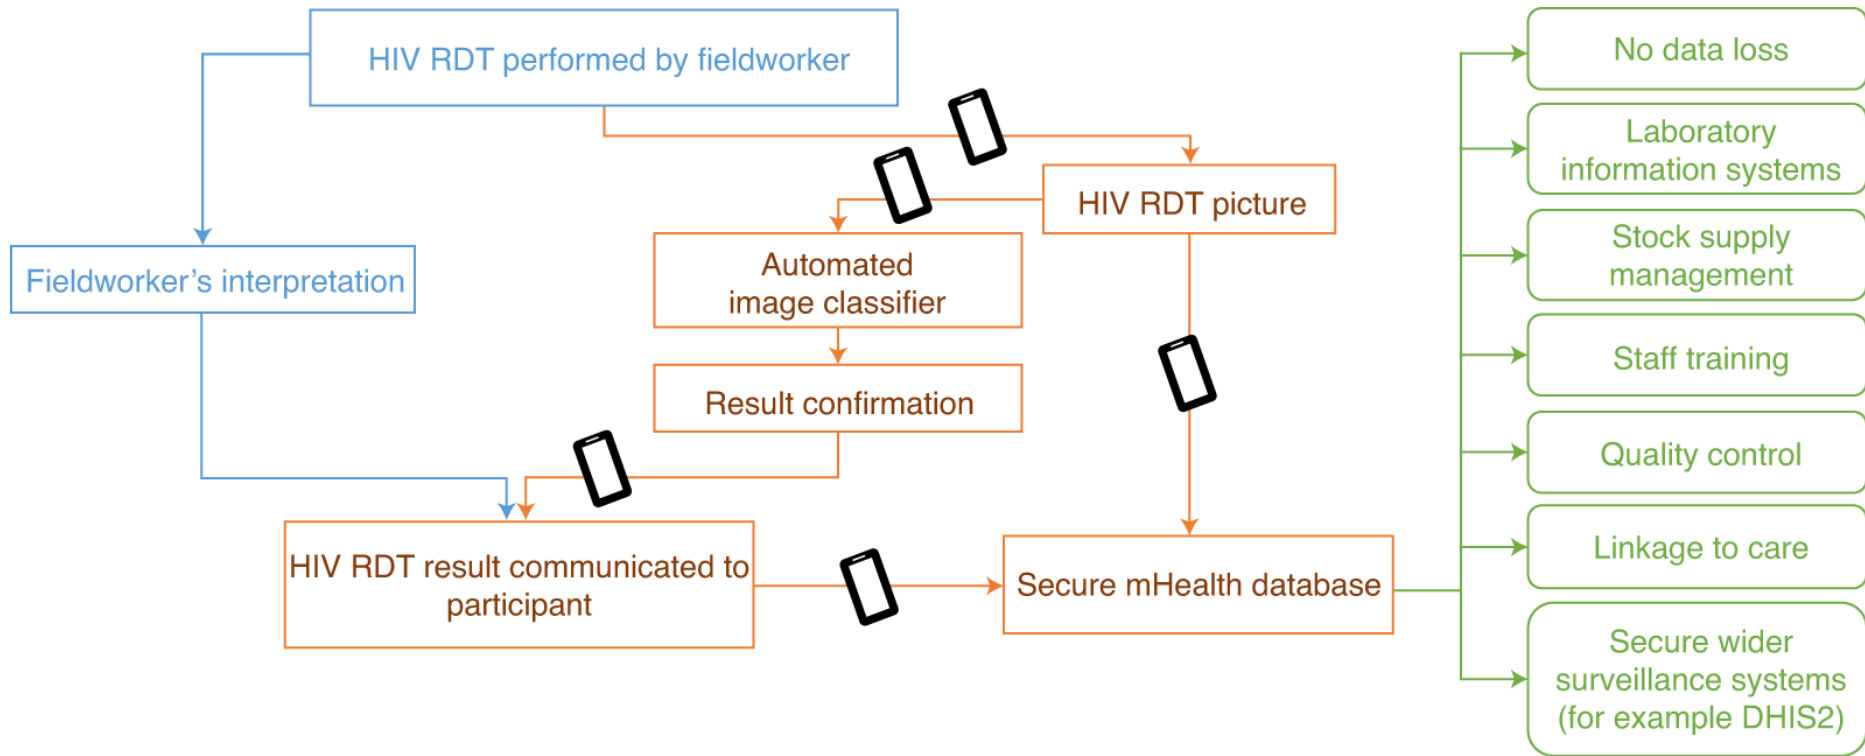 HIV RDT performed by fieldworker
HIV RDT picture
Fieldworker’s interpretation
Automated
image classifier
Result confirmation
HIV RDT result communicated to
participant
Secure mHealth database
No data loss
Laboratory
information systems
Stock supply
management
Staff training
Quality control
Linkage to care
Secure wider
surveillance systems
(for example DHIS2)